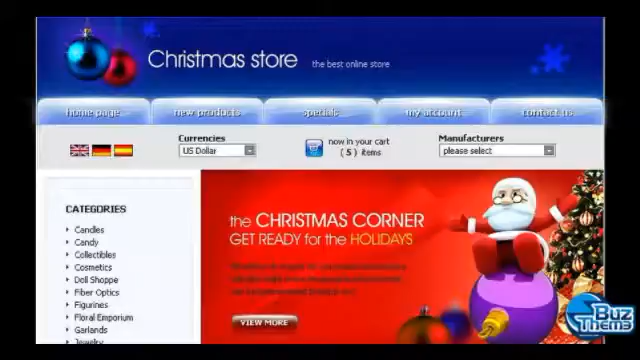 Christmas store the best online store
home page new products specials my account contact us
Currencies
US Dollar
now in your cart
( 5 ) items
Manufacturers
please select
CATEGORIES
Candles
Candy
Collectibles
Cosmetics
Doll Shoppe
Fiber Optics
Figurines
Floral Emporium
Garlands
Jewelry
the CHRISTMAS CORNER
GET READY for the HOLIDAYS
VIEW MORE
Buz
Them3